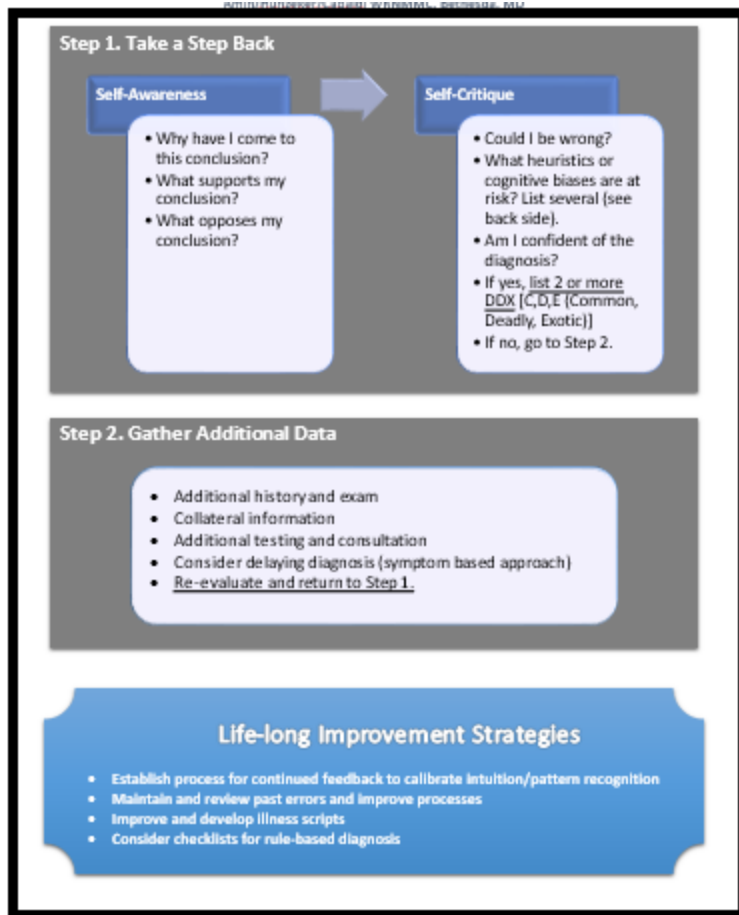 Step 1. Take a Step Back
Self-Awareness
• Why have I come to
this conclusion?
• What supports my
conclusion?
• What opposes my
conclusion?
Self-Critique
• Could I be wrong?
• What heuristics or
cognitive biases are at
risk? List several (see
back side).
• Am I confident of the
diagnosis?
• If yes, list 2 or more
DDX [C,D,E (Common,
Deadly, Exotic)]
• If no, go to Step 2.
Step 2. Gather Additional Data
• Additional history and exam
• Collateral information
• Additional testing and consultation
• Consider delaying diagnosis (symptom based approach)
• Re-evaluate and return to Step 1.
Life-long Improvement Strategies
• Establish process for continued feedback to calibrate intuition/pattern recognition
• Maintain and review past errors and improve processes
• Improve and develop illness scripts
• Consider checklists for rule-based diagnosis